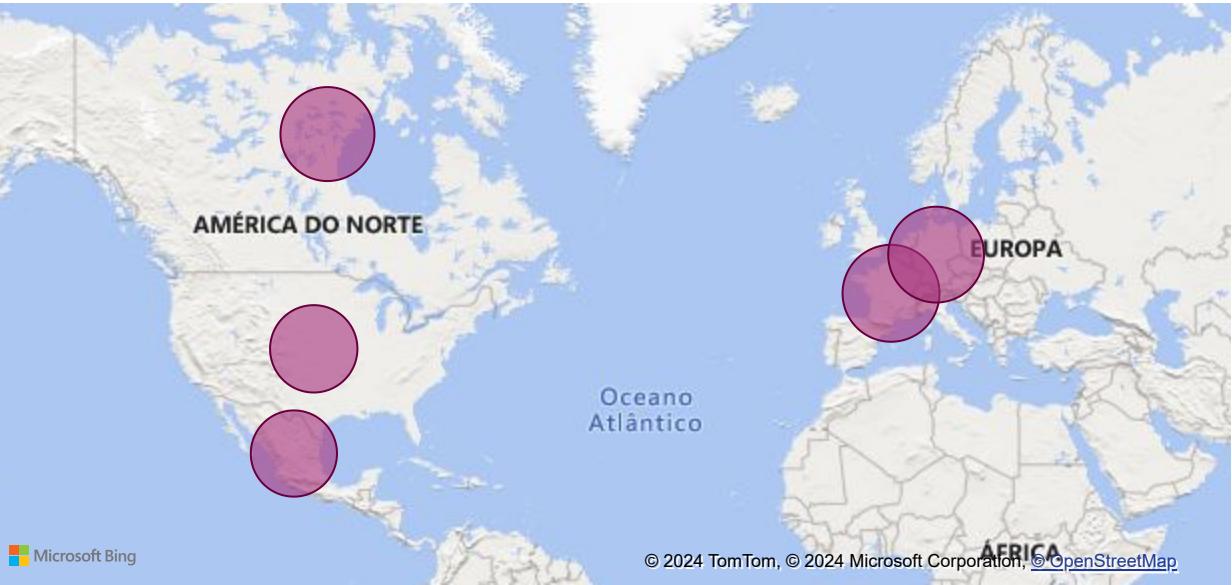 AMÉRICA DO NORTE
EUROPA
Oceano
Atlântico
ÁFRICA
Microsoft Bing
© 2024 TomTom, © 2024 Microsoft Corporation, © OpenStreetMap